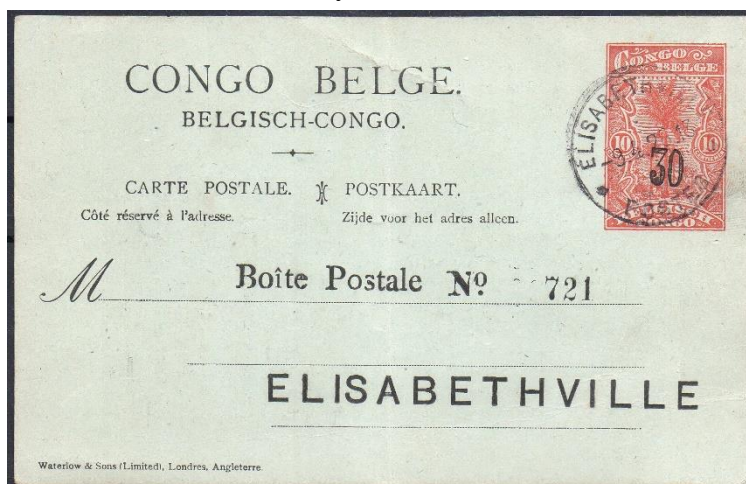 CONGO BELGE.
BELGISCH-CONGO.
CARTE POSTALE. POSTKAART.
Côté réservé à l'adresse. Zijde voor het adres alleen.
CONGO
BELGE
10 10
30
CONGO
M
Boîte Postale Nº 721
ELISABETHVILLE
Waterlow & Sons (Limited), Londres, Angleterre.